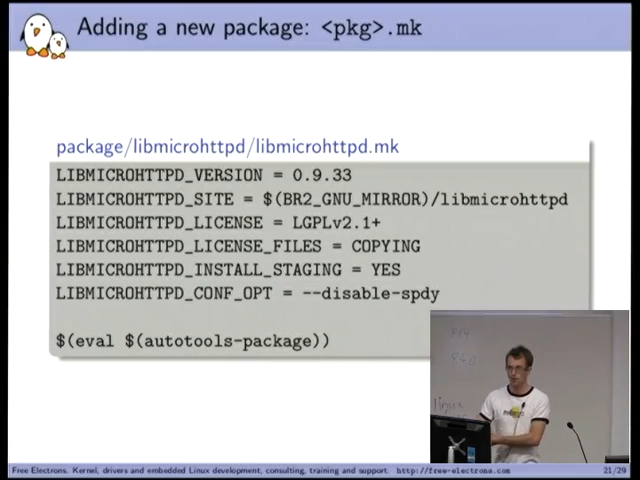 Adding a new package: <pkg>.mk
package/libmicrohttpd/libmicrohttpd.mk
LIBMICROHTTPD_VERSION = 0.9.33
LIBMICROHTTPD_SITE = $(BR2_GNU_MIRROR)/libmicrohttpd
LIBMICROHTTPD_LICENSE = LGPLv2.1+
LIBMICROHTTPD_LICENSE_FILES = COPYING
LIBMICROHTTPD_INSTALL_STAGING = YES
LIBMICROHTTPD_CONF_OPT = --disable-spdy
$(eval $(autotools-package))
Free Electrons. Kernel, drivers and embedded Linux development, consulting, training and support. http://free-electrons.com
21/29